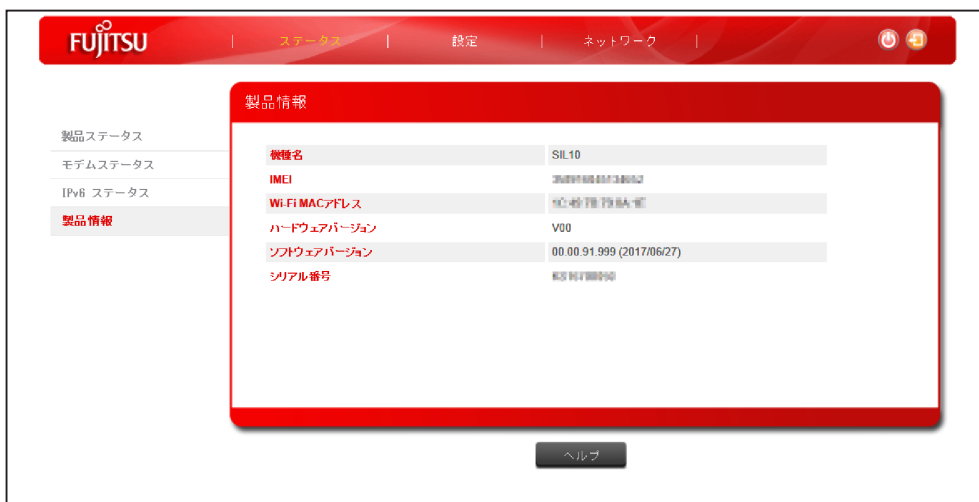 FUJITSU
ステータス
設定
ネットワーク
製品情報
製品ステータス
モデムステータス
IPv6 ステータス
製品情報
機種名 SIL10
IMEI
Wi-Fi MACアドレス
ハードウェアバージョン V00
ソフトウェアバージョン 00.00.91.999 (2017/06/27)
シリアル番号
ヘルプ